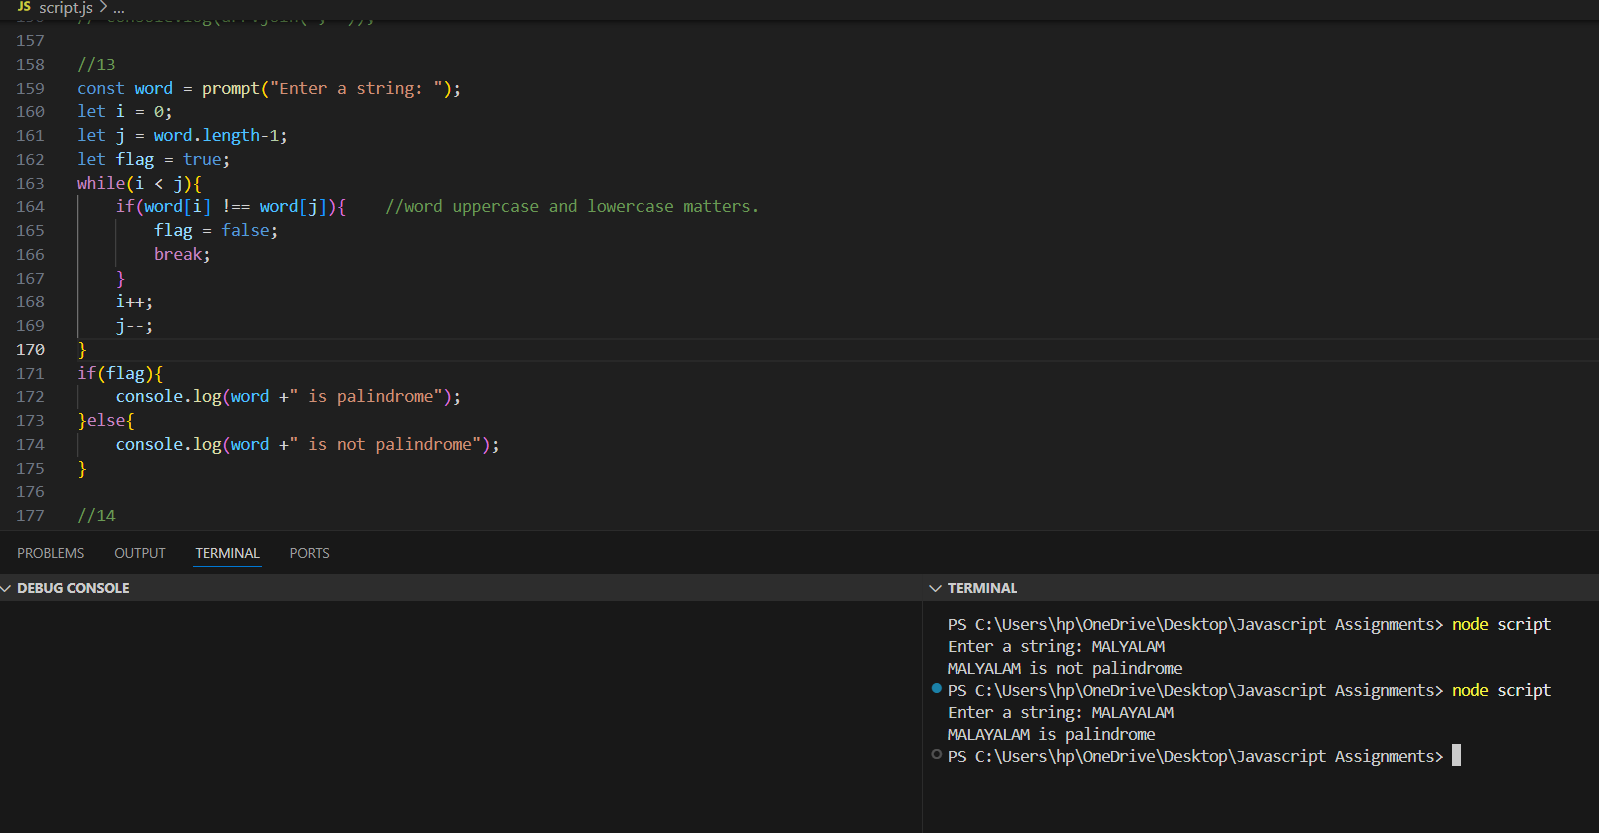 JS script.js > ...
157
158 //13
159 const word = prompt("Enter a string: ");
160 let i = 0;
161 let j = word.length-1;
162 let flag = true;
163 while(i < j){
164 if(word[i] !== word[j]){ //word uppercase and lowercase matters.
165 flag = false;
166 break;
167 }
168 i++;
169 j--;
170 }
171 if(flag){
172 console.log(word +" is palindrome");
173 }else{
174 console.log(word +" is not palindrome");
175 }
176
177 //14
PROBLEMS OUTPUT TERMINAL PORTS
DEBUG CONSOLE
TERMINAL
PS C:\Users\hp\OneDrive\Desktop\Javascript Assignments> node script
Enter a string: MALYALAM
MALYALAM is not palindrome
PS C:\Users\hp\OneDrive\Desktop\Javascript Assignments> node script
Enter a string: MALAYALAM
MALAYALAM is palindrome
PS C:\Users\hp\OneDrive\Desktop\Javascript Assignments>